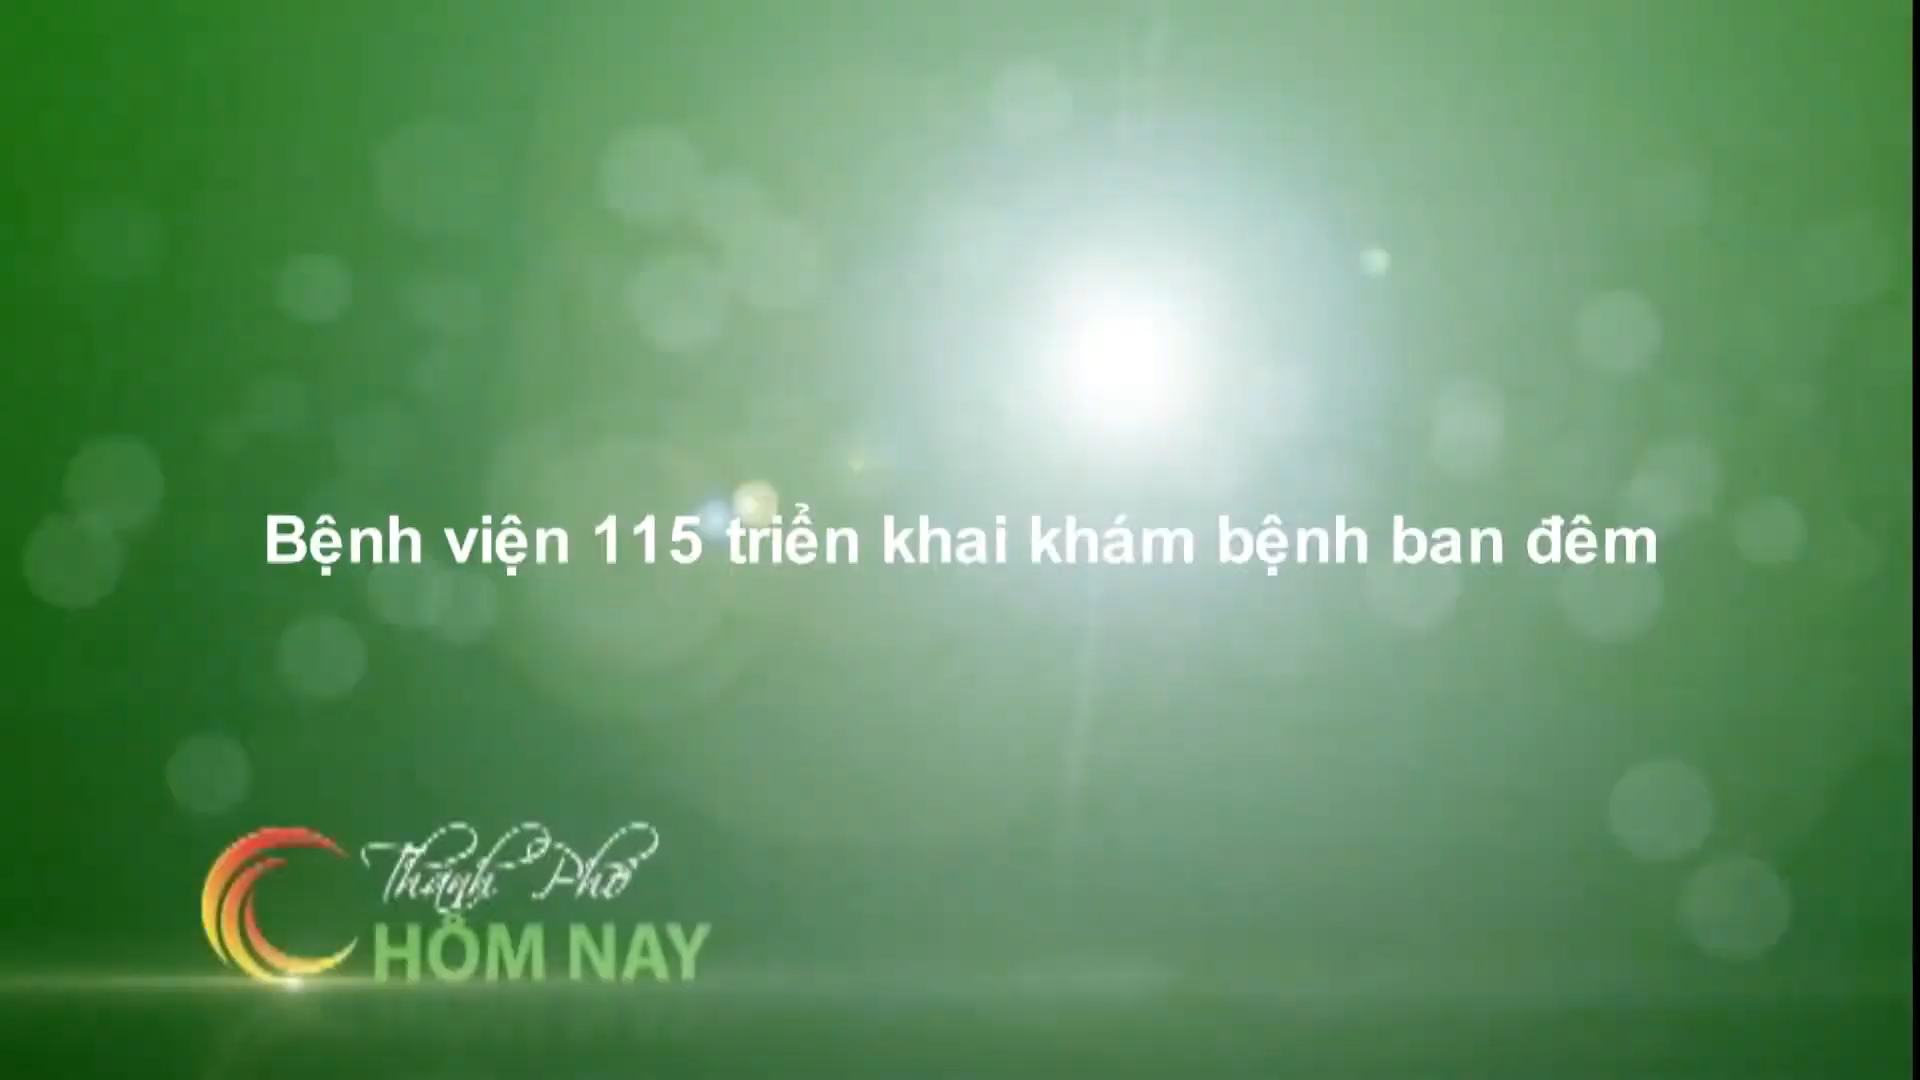 Bệnh viện 115 triển khai khám bệnh ban đêm
Thành Phố
HÔM NAY